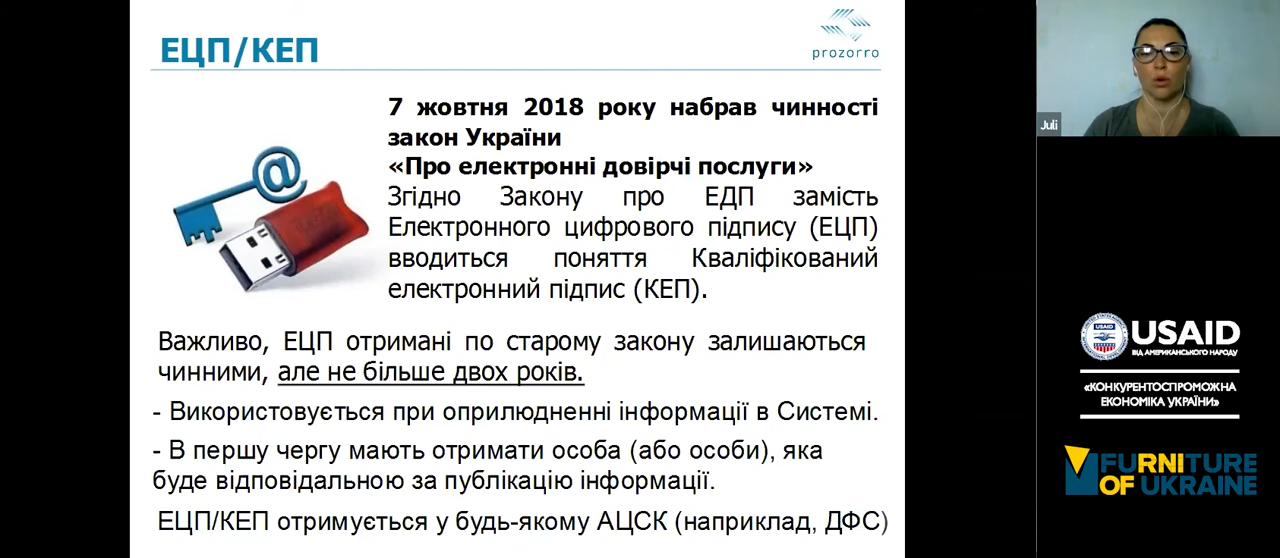 ЕЦП/КЕП
prozorro
7 жовтня 2018 року набрав чинності
закон України
«Про електронні довірчі послуги»
Згідно Закону про ЕДП замість
Електронного цифрового підпису (ЕЦП)
вводиться поняття Кваліфікований
електронний підпис (КЕП).
Важливо, ЕЦП отримані по старому закону залишаються
чинними, але не більше двох років.
- Використовується при оприлюдненні інформації в Системі.
- В першу чергу мають отримати особа (або особи), яка
буде відповідальною за публікацію інформації.
ЕЦП/КЕП отримується у будь-якому АЦСК (наприклад, ДФС)
Juli
USAID
USAID
ВІД АМЕРИКАНСЬКОГО НАРОДУ
«КОНКУРЕНТОСПРОМОЖНА
ЕКОНОМІКА УКРАЇНИ»
FURNITURE
OF UKRAINE